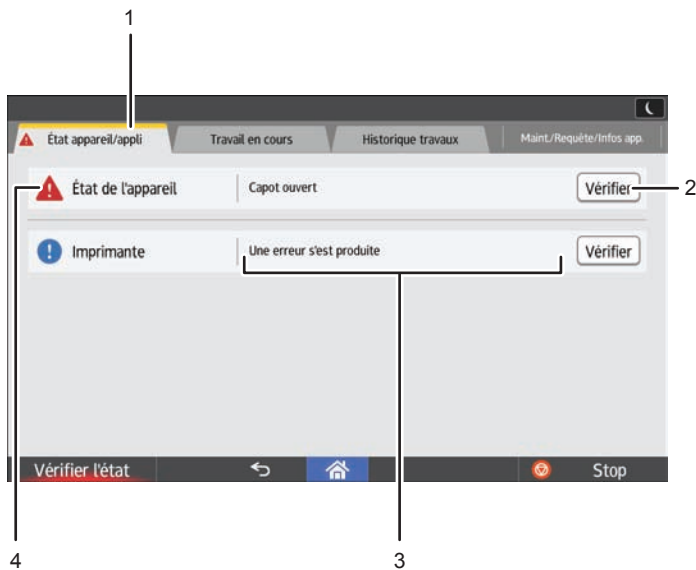 1
État appareil/appli Travail en cours Historique travaux Maint./Requête/Infos app.
État de l'appareil Capot ouvert Vérifier 2
Imprimante Une erreur s'est produite Vérifier
Vérifier l'état Stop
4 3